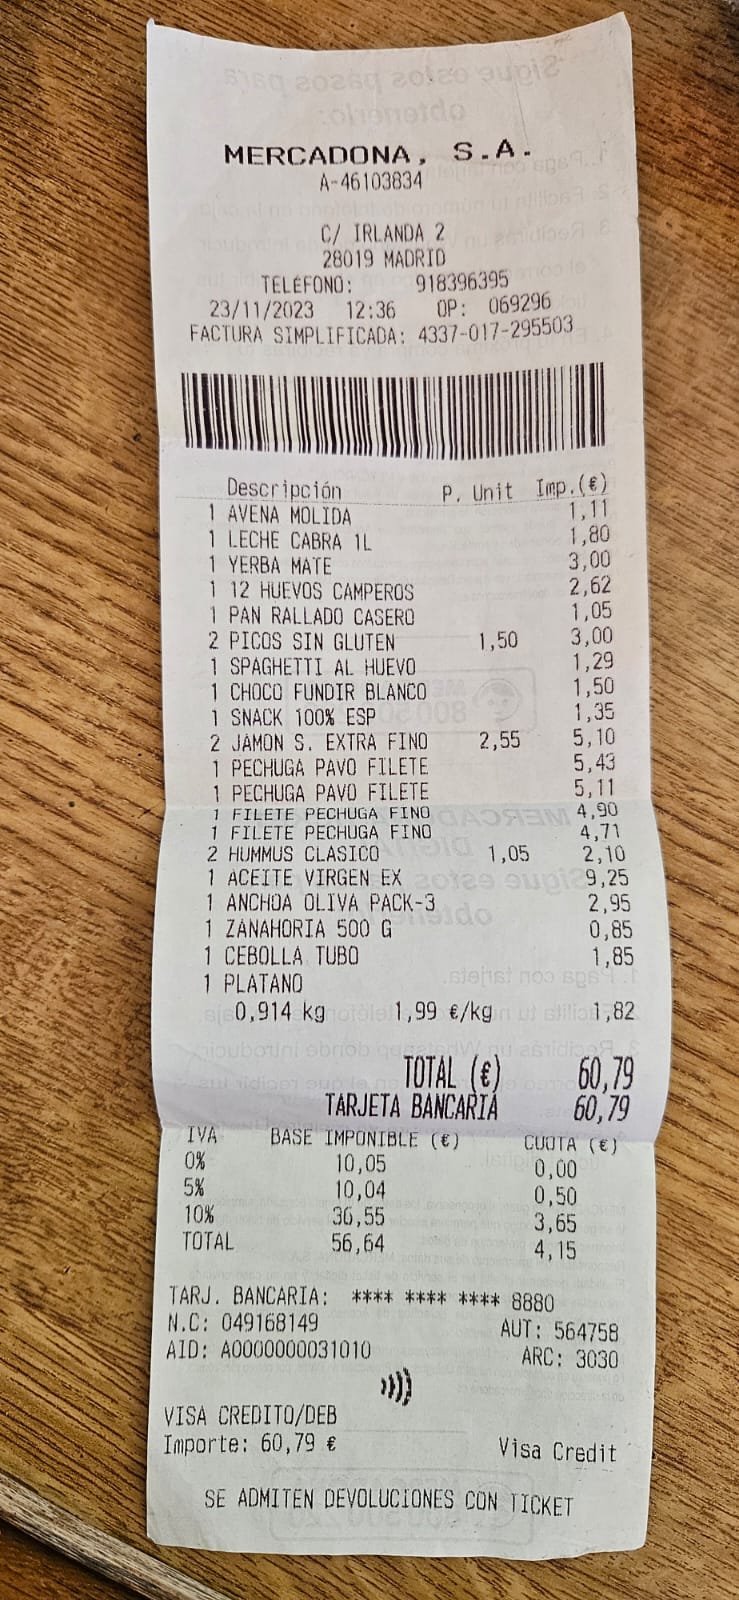 MERCADONA, S.A.
A-46103834
C/ IRLANDA 2
28019 MADRID
TELÉFONO: 918396395
23/11/2023 12:36 OP: 069296
FACTURA SIMPLIFICADA: 4337-017-295503
Descripción P. Unit Imp.(€)
1 AVENA MOLIDA 1,11
1 LECHE CABRA 1L 1,80
1 YERBA MATE 3,00
1 12 HUEVOS CAMPEROS 2,62
1 PAN RALLADO CASERO 1,05
2 PICOS SIN GLUTEN 1,50 3,00
1 SPAGHETTI AL HUEVO 1,29
1 CHOCO FUNDIR BLANCO 1,50
1 SNACK 100% ESP 1,35
2 JAMON S. EXTRA FINO 2,55 5,10
1 PECHUGA PAVO FILETE 5,43
1 PECHUGA PAVO FILETE 5,11
1 FILETE PECHUGA FINO 4,90
1 FILETE PECHUGA FINO 4,71
2 HUMMUS CLASICO 1,05 2,10
1 ACEITE VIRGEN EX 9,25
1 ANCHOA OLIVA PACK-3 2,95
1 ZANAHORIA 500 G 0,85
1 CEBOLLA TUBO 1,85
1 PLATANO
0,914 kg 1,99 €/kg 1,82
TOTAL (€) 60,79
TARJETA BANCARIA 60,79
IVA BASE IMPONIBLE (€) CUOTA (€)
0% 10,05 0,00
5% 10,04 0,50
10% 36,55 3,65
TOTAL 56,64 4,15
TARJ. BANCARIA: **** **** **** 8880
N.C: 049168149 AUT: 564758
AID: A0000000031010 ARC: 3030
VISA CREDITO/DEB
Importe: 60,79 € Visa Credit
SE ADMITEN DEVOLUCIONES CON TICKET